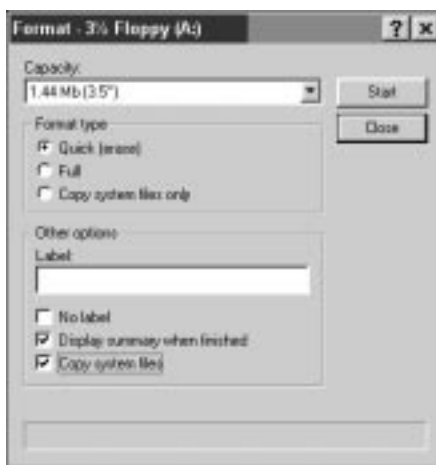 Format - 3½ Floppy (A:)
Capacity:
1.44 Mb (3.5")
Start
Close
Format type
Quick (erase)
Full
Copy system files only
Other options
Label:
No label
Display summary when finished
Copy system files